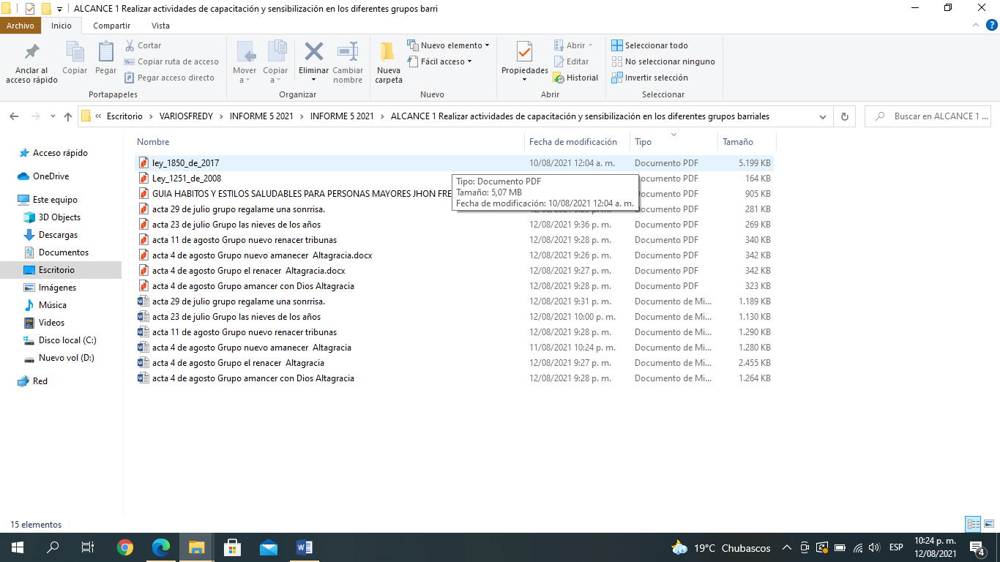 ALCANCE 1 Realizar actividades de capacitación y sensibilización en los diferentes grupos barri
Archivo Inicio Compartir Vista
Anclar al acceso rápido
Copiar
Pegar
Cortar
Copiar ruta de acceso
Pegar acceso directo
Portapapeles
Mover a
Copiar a
Eliminar
Cambiar nombre
Organizar
Nueva carpeta
Nuevo elemento
Fácil acceso
Nuevo
Propiedades
Abrir
Editar
Historial
Abrir
Seleccionar todo
No seleccionar ninguno
Invertir selección
Seleccionar
« Escritorio > VARIOSFREDY > INFORME 5 2021 > INFORME 5 2021 > ALCANCE 1 Realizar actividades de capacitación y sensibilización en los diferentes grupos barriales
Buscar en ALCANCE 1 ...
Acceso rápido
OneDrive
Este equipo
3D Objects
Descargas
Documentos
Escritorio
Imágenes
Música
Videos
Disco local (C:)
Nuevo vol (D:)
Red
Nombre Fecha de modificación Tipo Tamaño
ley_1850_de_2017 10/08/2021 12:04 a. m. Documento PDF 5.199 KB
Ley_1251_de_2008 Documento PDF 164 KB
GUIA HABITOS Y ESTILOS SALUDABLES PARA PERSONAS MAYORES JHON FRE 905 KB
acta 29 de julio grupo regalame una sonrrisa. Documento PDF 281 KB
acta 23 de julio Grupo las nieves de los años 12/08/2021 9:36 p. m. Documento PDF 269 KB
acta 11 de agosto Grupo nuevo renacer tribunas 12/08/2021 9:28 p. m. Documento PDF 340 KB
acta 4 de agosto Grupo nuevo amanecer  Altagracia.docx 12/08/2021 9:26 p. m. Documento PDF 342 KB
acta 4 de agosto Grupo el renacer  Altagracia.docx 12/08/2021 9:27 p. m. Documento PDF 342 KB
acta 4 de agosto Grupo amancer con Dios Altagracia 12/08/2021 9:28 p. m. Documento PDF 323 KB
acta 29 de julio grupo regalame una sonrrisa. 12/08/2021 9:31 p. m. Documento de Mi... 1.189 KB
acta 23 de julio Grupo las nieves de los años 12/08/2021 10:00 p. m. Documento de Mi... 1.130 KB
acta 11 de agosto Grupo nuevo renacer tribunas 12/08/2021 9:28 p. m. Documento de Mi... 1.290 KB
acta 4 de agosto Grupo nuevo amanecer  Altagracia 11/08/2021 10:24 p. m. Documento de Mi... 1.280 KB
acta 4 de agosto Grupo el renacer  Altagracia 12/08/2021 9:27 p. m. Documento de Mi... 2.455 KB
acta 4 de agosto Grupo amancer con Dios Altagracia 12/08/2021 9:28 p. m. Documento de Mi... 1.264 KB
Tipo: Documento PDF
Tamaño: 5,07 MB
Fecha de modificación: 10/08/2021 12:04 a. m.
15 elementos
19°C Chubascos
ESP
10:24 p. m.
12/08/2021
4